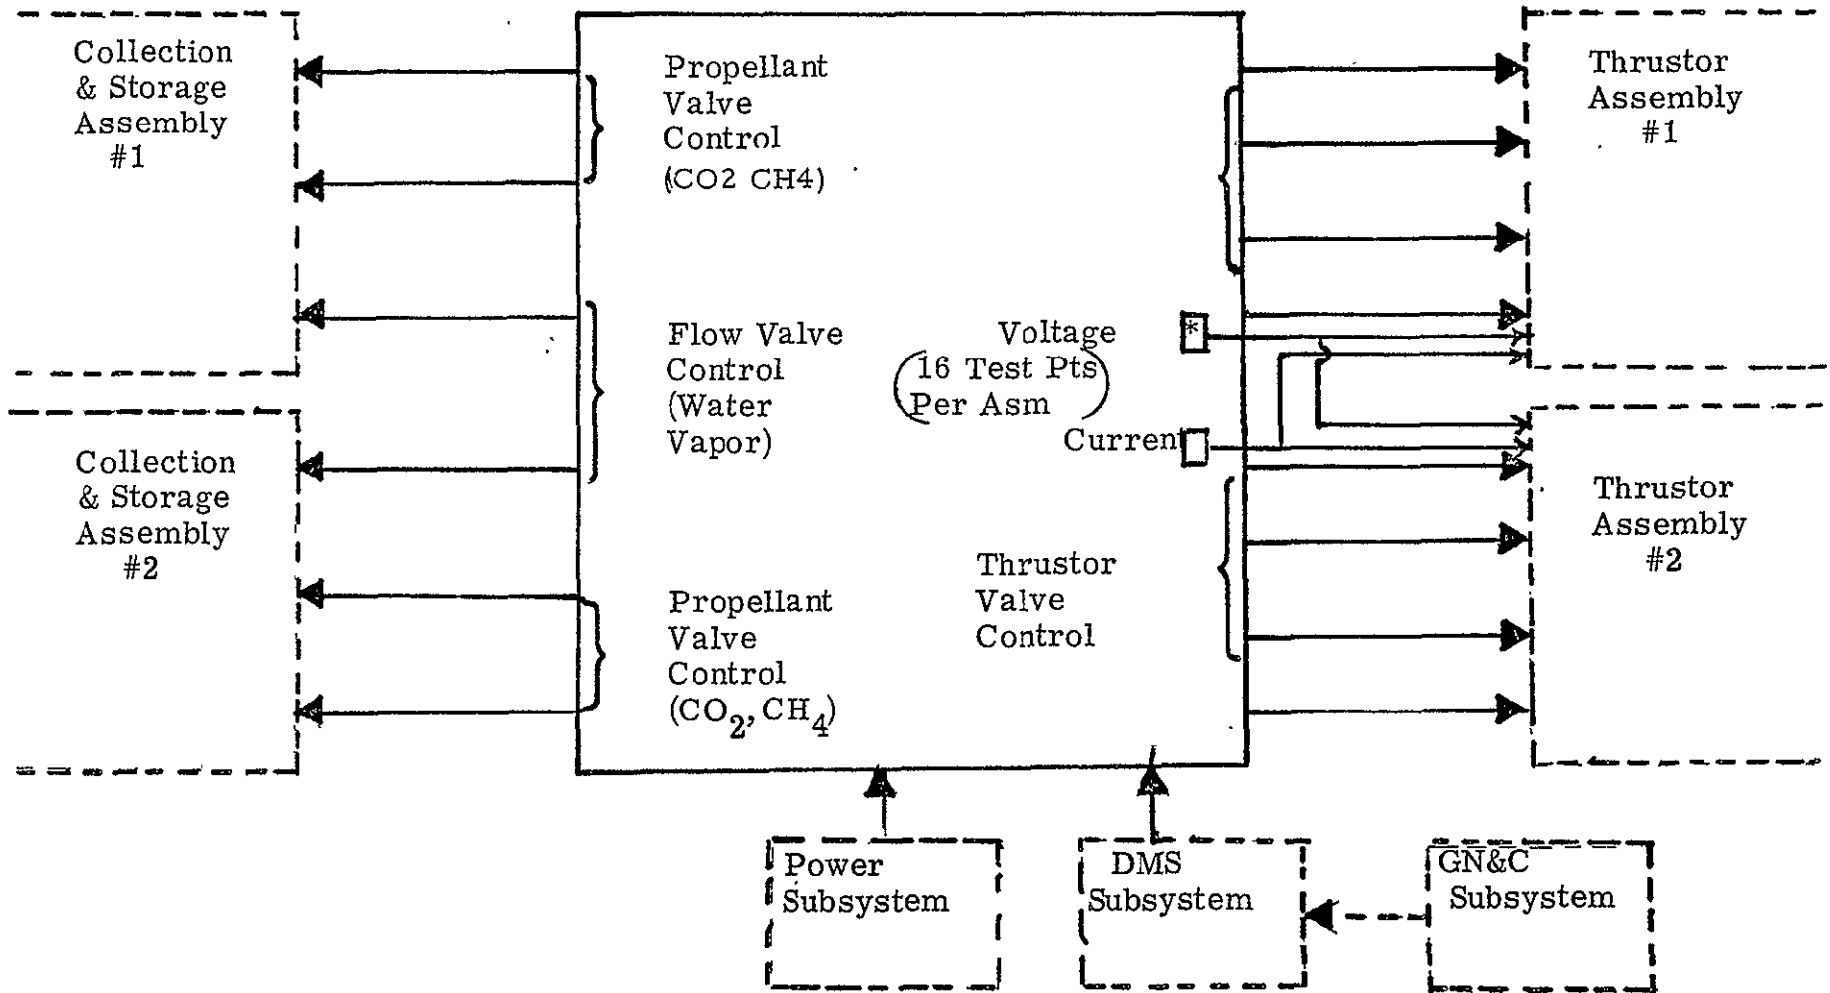 Collection
& Storage
Assembly
#1
Collection
& Storage
Assembly
#2
Propellant
Valve
Control
(CO2 CH4)
Flow Valve
Control
(Water
Vapor)
Propellant
Valve
Control
(CO2, CH4)
Voltage
*
(16 Test Pts
Per Asm)
Current
Thrustor
Valve
Control
Thrustor
Assembly
#1
Thrustor
Assembly
#2
Power
Subsystem
DMS
Subsystem
GN&C
Subsystem